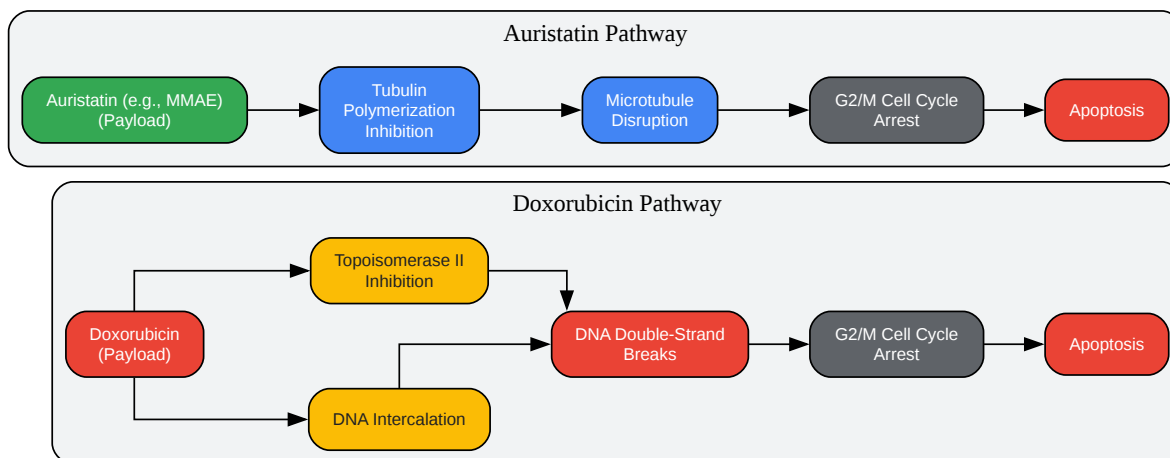 Auristatin Pathway
Auristatin (e.g., MMAE)
(Payload)
Tubulin
Polymerization
Inhibition
Microtubule
Disruption
G2/M Cell Cycle
Arrest
Apoptosis
Doxorubicin Pathway
Doxorubicin
(Payload)
Topoisomerase II
Inhibition
DNA Intercalation
DNA Double-Strand
Breaks
G2/M Cell Cycle
Arrest
Apoptosis